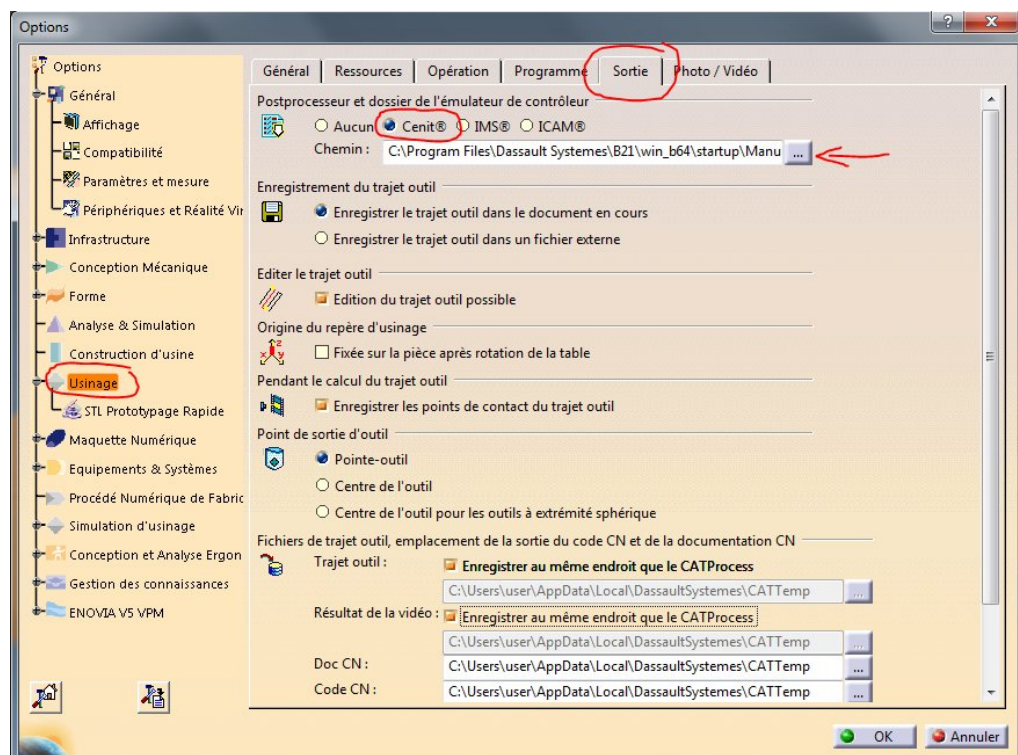 Options
Options
Général
Affichage
Compatibilité
Paramètres et mesure
Périphériques et Réalité Vir
Infrastructure
Conception Mécanique
Forme
Analyse & Simulation
Construction d'usine
Usinage
STL Prototypage Rapide
Maquette Numérique
Equipements & Systèmes
Procédé Numérique de Fabric
Simulation d'usinage
Conception et Analyse Ergon
Gestion des connaissances
ENOVIA V5 VPM
Général Ressources Opération Programme Sortie Photo / Vidéo
Postprocesseur et dossier de l'émulateur de contrôleur
Aucun Cenit® IMS® ICAM®
Chemin : C:\Program Files\Dassault Systemes\B21\win_b64\startup\Manu ...
Enregistrement du trajet outil
Enregistrer le trajet outil dans le document en cours
Enregistrer le trajet outil dans un fichier externe
Editer le trajet outil
Edition du trajet outil possible
Origine du repère d'usinage
Fixée sur la pièce après rotation de la table
Pendant le calcul du trajet outil
Enregistrer les points de contact du trajet outil
Point de sortie d'outil
Pointe-outil
Centre de l'outil
Centre de l'outil pour les outils à extrémité sphérique
Fichiers de trajet outil, emplacement de la sortie du code CN et de la documentation CN
Trajet outil : Enregistrer au même endroit que le CATProcess
C:\Users\user\AppData\Local\DassaultSystemes\CATTemp ...
Résultat de la vidéo : Enregistrer au même endroit que le CATProcess
C:\Users\user\AppData\Local\DassaultSystemes\CATTemp ...
Doc CN : C:\Users\user\AppData\Local\DassaultSystemes\CATTemp ...
Code CN : C:\Users\user\AppData\Local\DassaultSystemes\CATTemp ...
OK Annuler